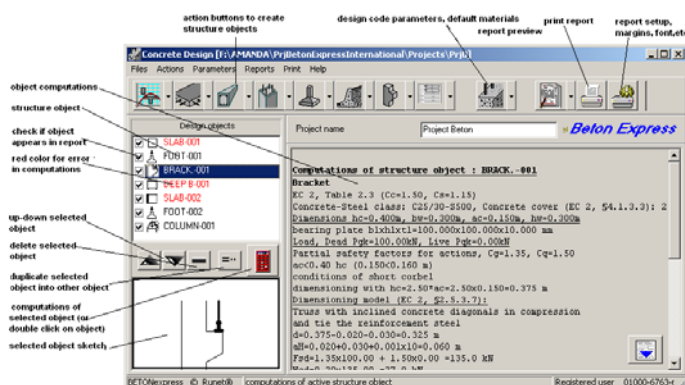 action buttons to create
structure objects
design code parameters, default materials
report preview
print report
report setup,
margins, font,etc
Concrete Design [F:\AMANDA\PrjBetonExpressInternational\Projects\PrjD]
Files Actions Parameters Reports Print Help
object computations
structure object
check if object
appears in report
red color for error
in computations
up-down selected
object
delete selected
object
duplicate selected
object into other object
computations of
selected object (or
double click on object)
selected object sketch
Design objects
SLAB-001
FOOT-001
BRACK.-001
DEEP B-001
SLAB-002
FOOT-002
COLUMN-001
Project name
Project Beton
Beton Express
Computations of structure object : BRACK.-001
Bracket
EC 2, Table 2.3 (Cc=1.50, Cs=1.15)
Concrete-Steel class: C25/30-S500, Concrete cover (EC 2, §4.1.3.3): 2
Dimensions hc=0.400m, bw=0.300m, ac=0.150m, hw=0.300m
bearing plate blxhlxtl=100.000x100.000x10.000 mm
Load, Dead Pgk=100.00kN, Live Pgk=0.00kN
Partial safety factors for actions, Cg=1.35, Cq=1.50
ac<0.40 hc (0.150<0.160 m)
conditions of short corbel
dimensioning with hc=2.50*ac=2.50x0.150=0.375 m
Dimensioning model (EC 2, §2.5.3.7):
Truss with inclined concrete diagonals in compression
and tie the reinforcement steel
d=0.375-0.020-0.030=0.325 m
aH=0.020+0.030+0.001x10=0.060 m
Fsd=1.35x100.00 + 1.50x0.00 =135.0 kN
BETONexpress © Runet® computations of active structure object Registered user 01000-6763-r